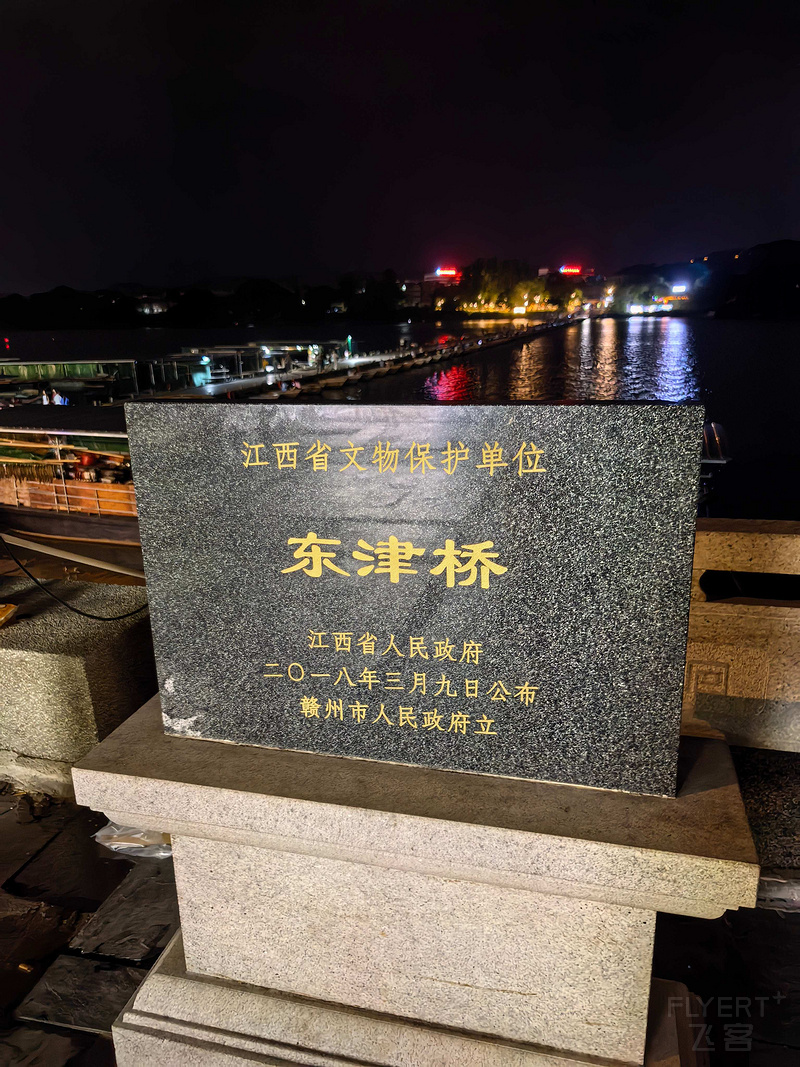 江西省文物保护单位
东津桥
江西省人民政府
二〇一八年三月九日公布
赣州市人民政府立
FLYERT+
飞客